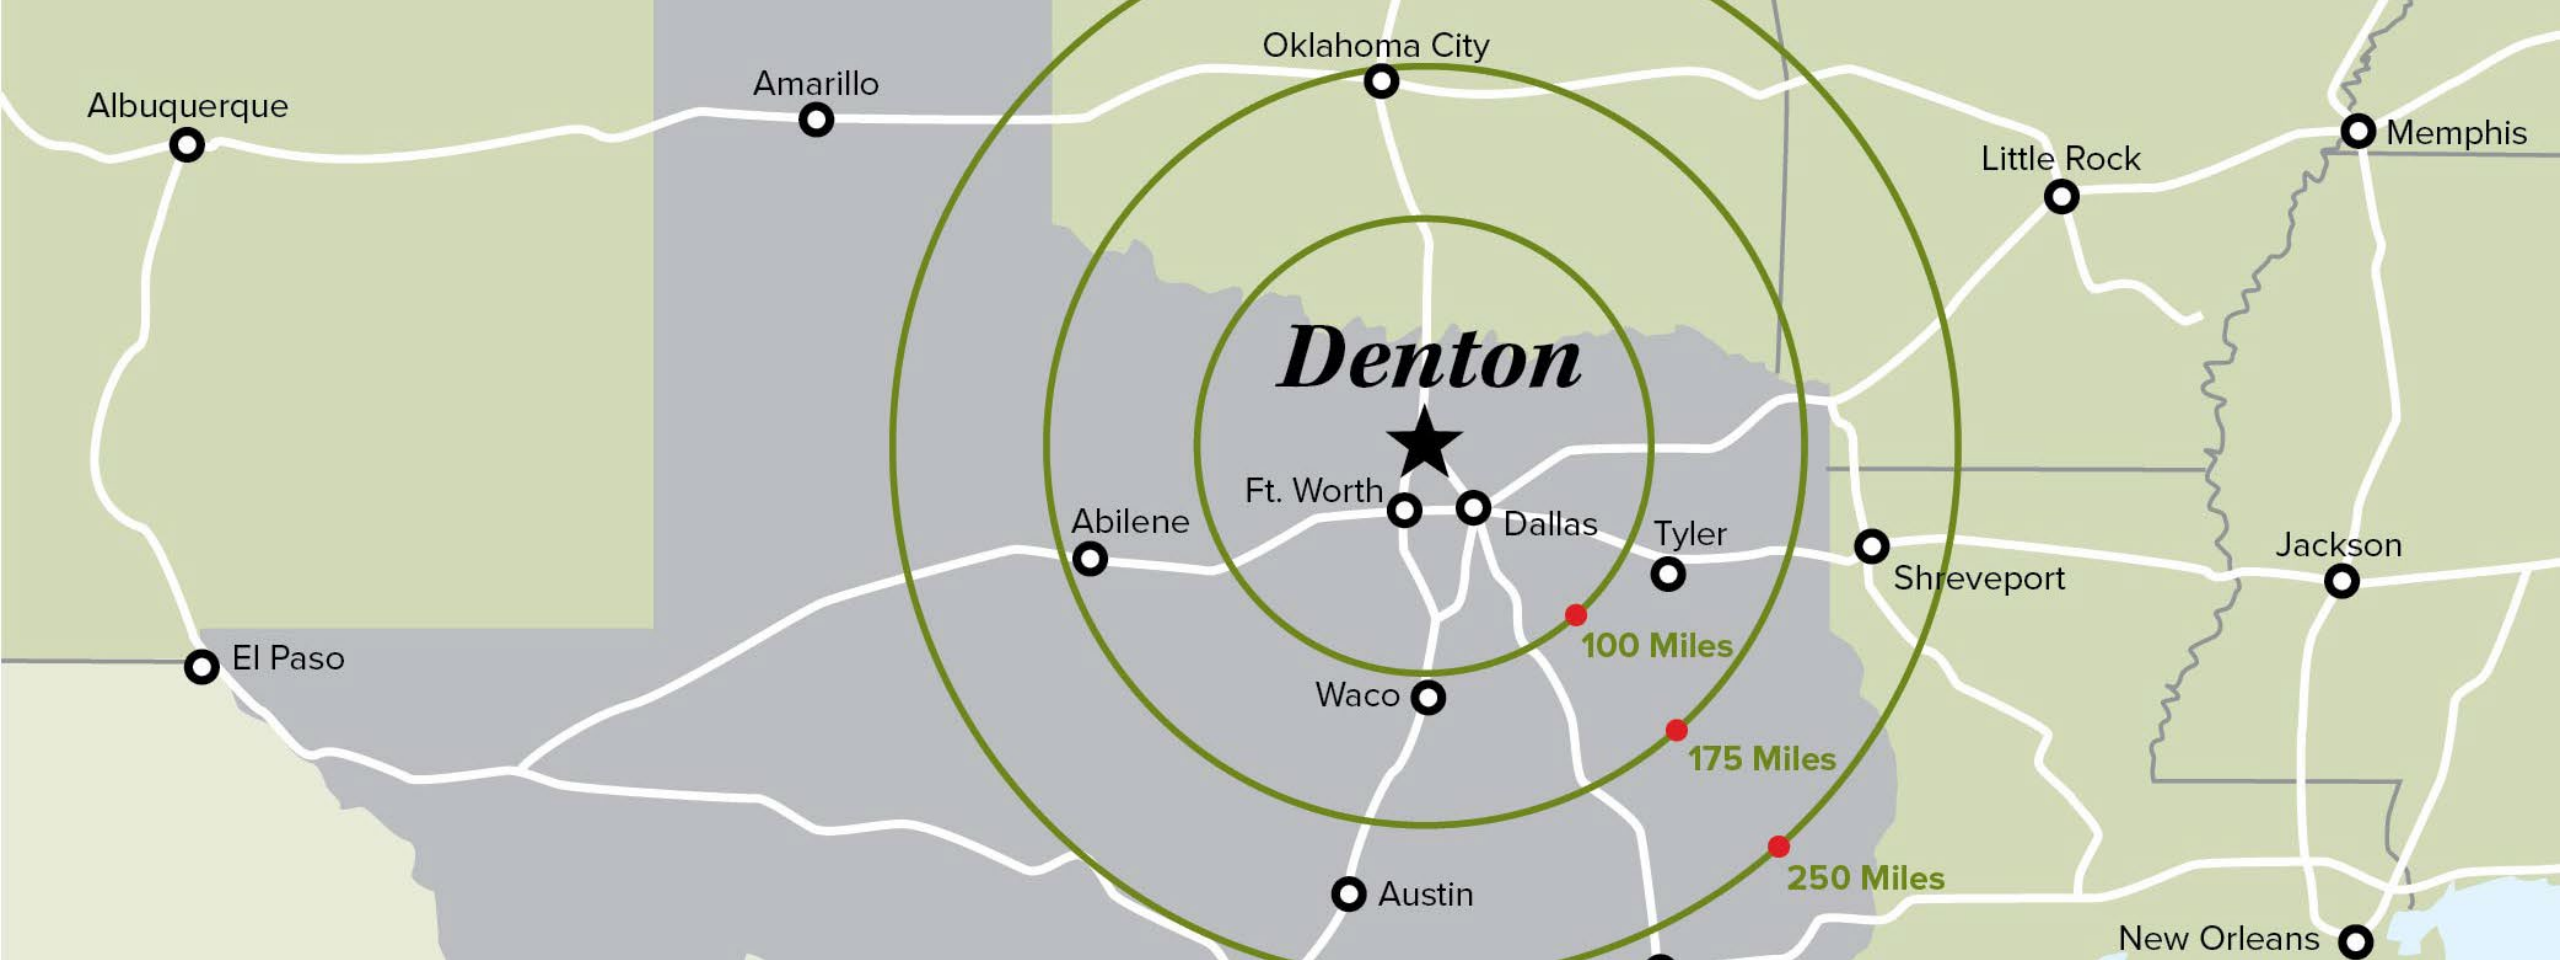 Oklahoma City
Amarillo
Albuquerque
Memphis
Little Rock
Denton
Ft. Worth
Abilene
Dallas
Tyler
Jackson
Shreveport
100 Miles
El Paso
Waco
175 Miles
250 Miles
Austin
New Orleans